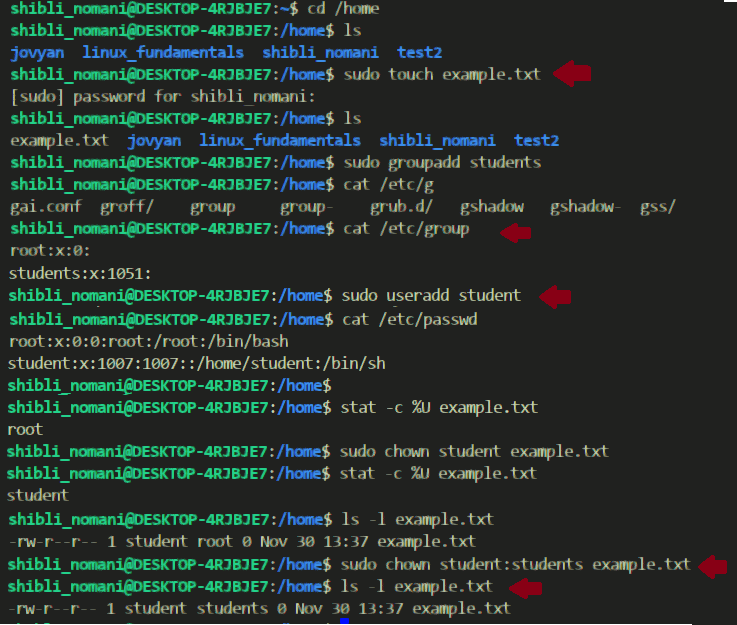 shibli_nomani@DESKTOP-4RJBJE7:~$ cd /home
shibli_nomani@DESKTOP-4RJBJE7:/home$ ls
jovyan  linux_fundamentals  shibli_nomani  test2
shibli_nomani@DESKTOP-4RJBJE7:/home$ sudo touch example.txt
[sudo] password for shibli_nomani:
shibli_nomani@DESKTOP-4RJBJE7:/home$ ls
example.txt  jovyan  linux_fundamentals  shibli_nomani  test2
shibli_nomani@DESKTOP-4RJBJE7:/home$ sudo groupadd students
shibli_nomani@DESKTOP-4RJBJE7:/home$ cat /etc/g
gai.conf  groff/    group     group-    grub.d/   gshadow   gshadow-  gss/
shibli_nomani@DESKTOP-4RJBJE7:/home$ cat /etc/group
root:x:0:
students:x:1051:
shibli_nomani@DESKTOP-4RJBJE7:/home$ sudo useradd student
shibli_nomani@DESKTOP-4RJBJE7:/home$ cat /etc/passwd
root:x:0:0:root:/root:/bin/bash
student:x:1007:1007::/home/student:/bin/sh
shibli_nomani@DESKTOP-4RJBJE7:/home$
shibli_nomani@DESKTOP-4RJBJE7:/home$ stat -c %U example.txt
root
shibli_nomani@DESKTOP-4RJBJE7:/home$ sudo chown student example.txt
shibli_nomani@DESKTOP-4RJBJE7:/home$ stat -c %U example.txt
student
shibli_nomani@DESKTOP-4RJBJE7:/home$ ls -l example.txt
-rw-r--r-- 1 student root 0 Nov 30 13:37 example.txt
shibli_nomani@DESKTOP-4RJBJE7:/home$ sudo chown student:students example.txt
shibli_nomani@DESKTOP-4RJBJE7:/home$ ls -l example.txt
-rw-r--r-- 1 student students 0 Nov 30 13:37 example.txt